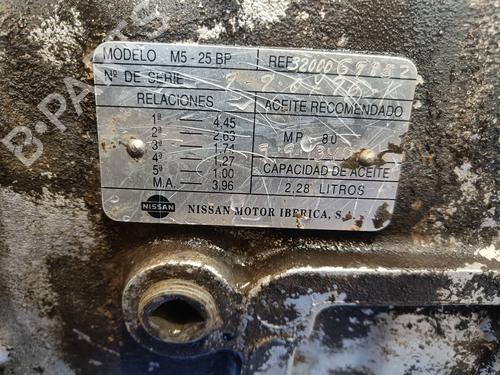 MODELO M5 - 25 BP REF
Nº DE SERIE
RELACIONES
1ª 4,45
2ª 2,63
3ª 1,74
4ª 1,27
5ª 1,00
M.A. 3,96
ACEITE RECOMENDADO
MP 80
CAPACIDAD DE ACEITE
2,28 LITROS
NISSAN
NISSAN MOTOR IBERICA, S.
B-PARTS